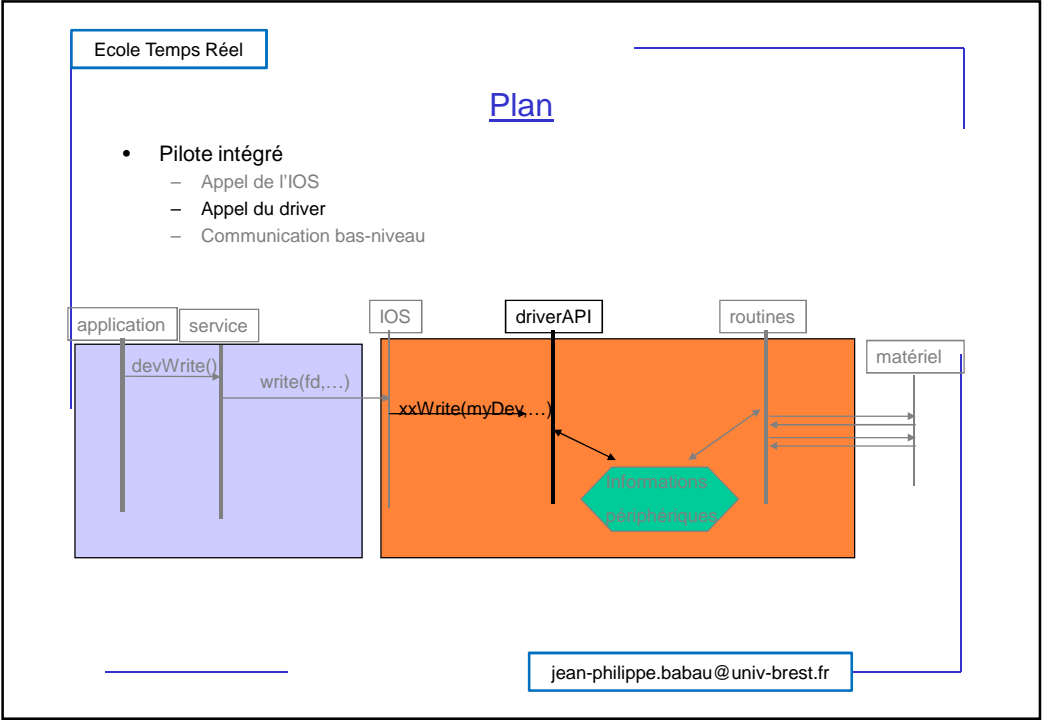 Ecole Temps Réel
Plan
• Pilote intégré
– Appel de l'IOS
– Appel du driver
– Communication bas-niveau
application
service
IOS
driverAPI
routines
matériel
devWrite()
write(fd,…)
xxWrite(myDev,…)
Informations
périphériques
jean-philippe.babau@univ-brest.fr